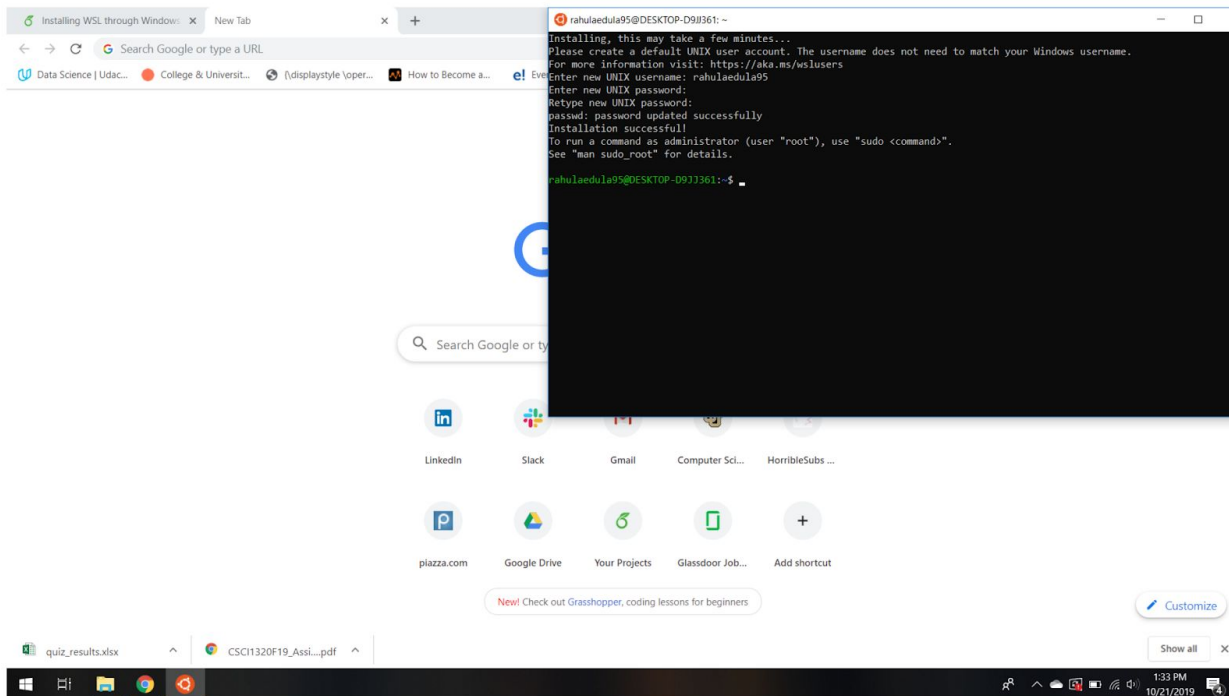 Installing WSL through Windows
New Tab
rahulaedula95@DESKTOP-D9JJ361: ~
Search Google or type a URL
Data Science | Udac...
College & Universit...
{\displaystyle \oper...
How to Become a...
Eve
Installing, this may take a few minutes...
Please create a default UNIX user account. The username does not need to match your Windows username.
For more information visit: https://aka.ms/wslusers
Enter new UNIX username: rahulaedula95
Enter new UNIX password:
Retype new UNIX password:
passwd: password updated successfully
Installation successful!
To run a command as administrator (user "root"), use "sudo <command>".
See "man sudo_root" for details.
rahulaedula95@DESKTOP-D9JJ361:~$
Search Google or ty
LinkedIn
Slack
Gmail
Computer Sci...
HorribleSubs ...
piazza.com
Google Drive
Your Projects
Glassdoor Job...
Add shortcut
New! Check out Grasshopper, coding lessons for beginners
Customize
quiz_results.xlsx
CSCI1320F19_Assi....pdf
Show all
1:33 PM
10/21/2019